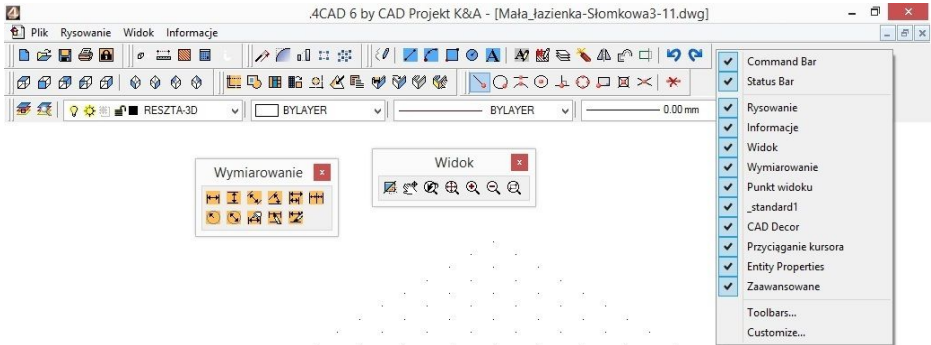 .4CAD 6 by CAD Projekt K&A - [Mała_łazienka-Słomkowa3-11.dwg]
Plik Rysowanie Widok Informacje
RESZTA-3D BYLAYER BYLAYER 0.00 mm
Wymiarowanie
Widok
Command Bar
Status Bar
Rysowanie
Informacje
Widok
Wymiarowanie
Punkt widoku
_standard1
CAD Decor
Przyciąganie kursora
Entity Properties
Zaawansowane
Toolbars...
Customize...